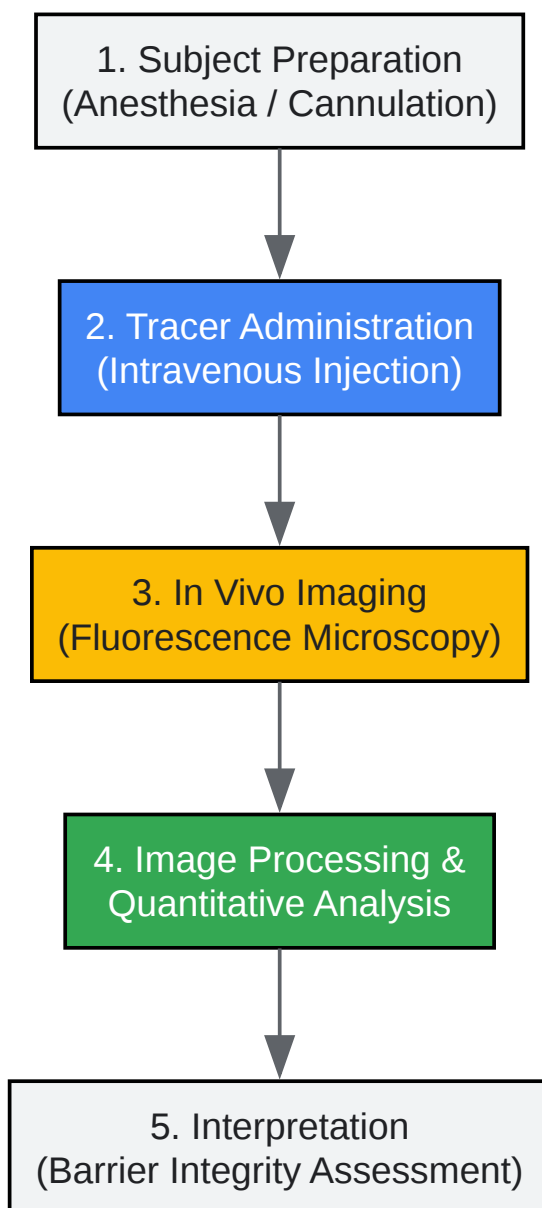 1. Subject Preparation
(Anesthesia / Cannulation)
2. Tracer Administration
(Intravenous Injection)
3. In Vivo Imaging
(Fluorescence Microscopy)
4. Image Processing &
Quantitative Analysis
5. Interpretation
(Barrier Integrity Assessment)